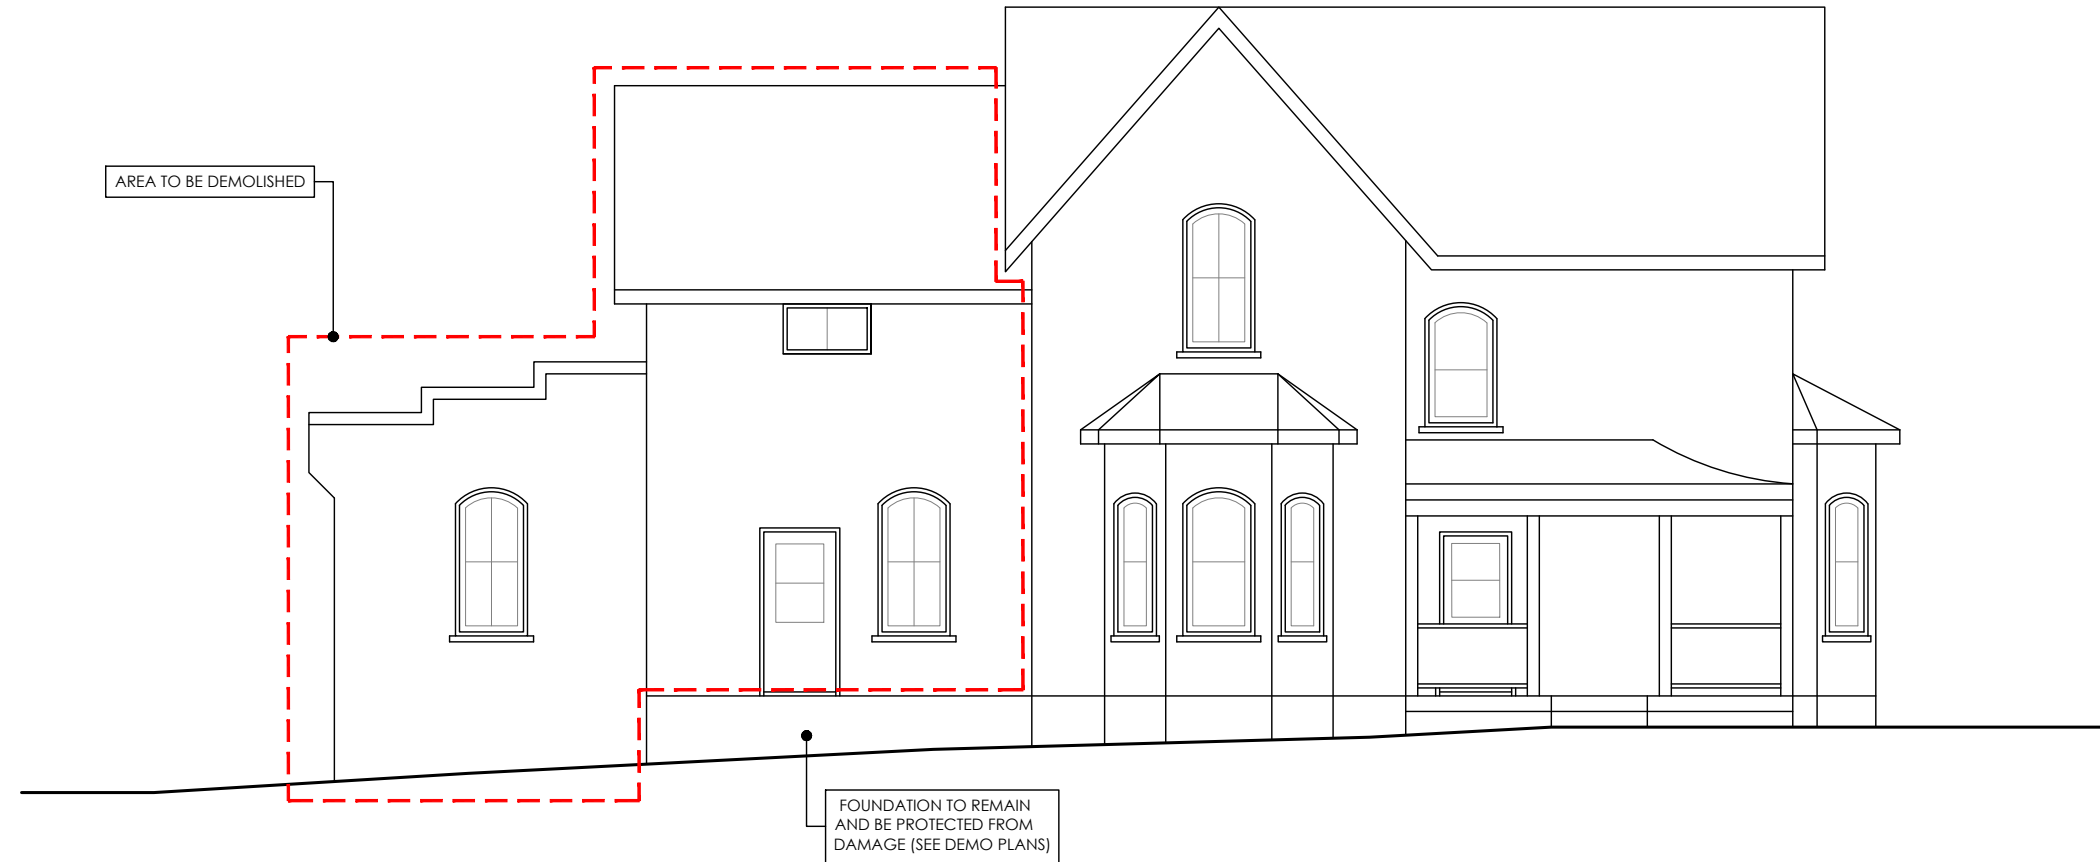 AREA TO BE DEMOLISHED
FOUNDATION TO REMAIN
AND BE PROTECTED FROM
DAMAGE (SEE DEMO PLANS)